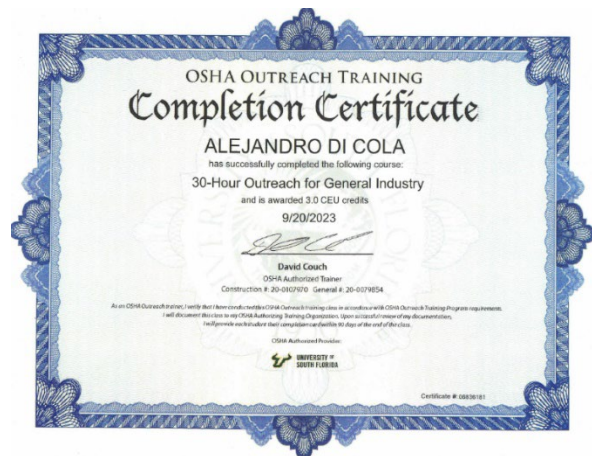 OSHA OUTREACH TRAINING
Completion Certificate
ALEJANDRO DI COLA
has successfully completed the following course:
30-Hour Outreach for General Industry
and is awarded 3.0 CEU credits
9/20/2023
David Couch
OSHA Authorized Trainer
Construction #: 20-0107970 General #: 20-0079854
As an OSHA Outreach trainer, I verify that I have conducted this OSHA Outreach training class in accordance with OSHA Outreach Training Program requirements.
I will document this class to my OSHA Authorizing Training Organization. Upon successful review of my documentation,
I will provide each student their completion card within 90 days of the end of the class.
OSHA Authorized Provider:
UNIVERSITY OF
SOUTH FLORIDA
Certificate #: